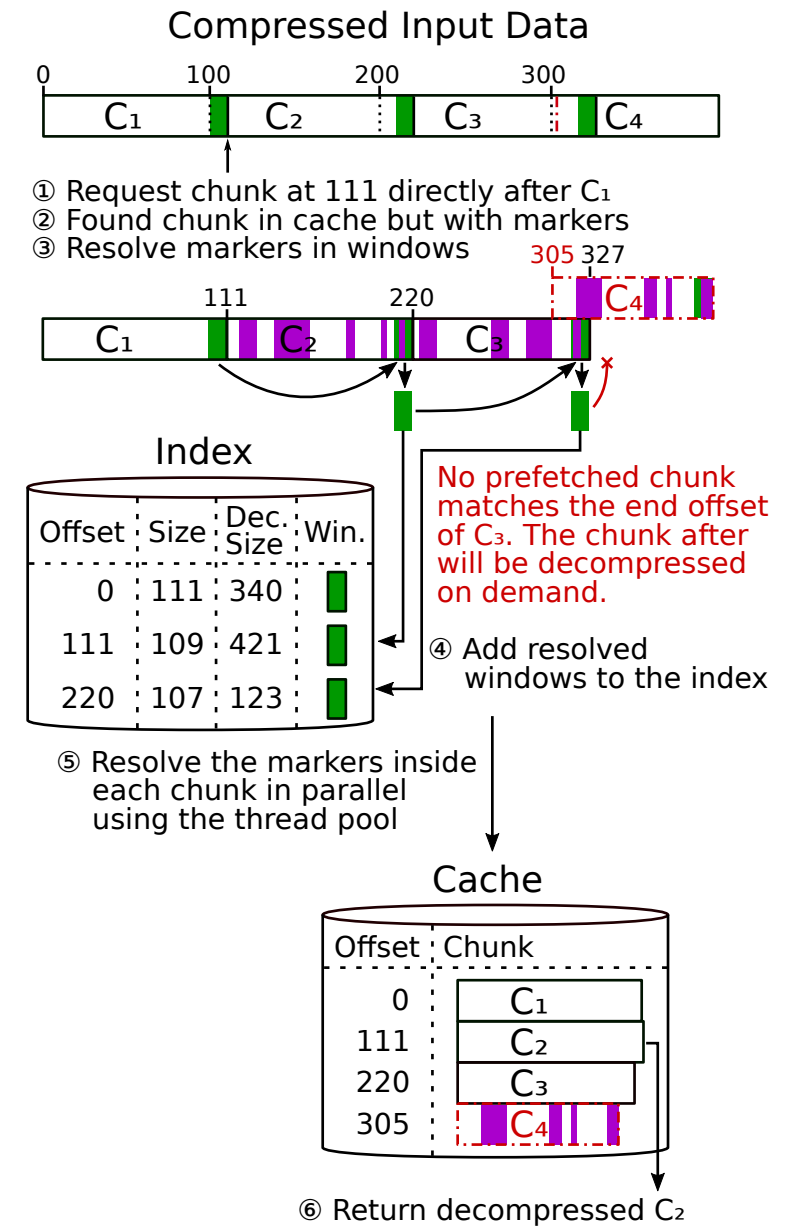 Compressed Input Data
0 100 200 300
C₁ C₂ C₃ C₄
① Request chunk at 111 directly after C₁
② Found chunk in cache but with markers
③ Resolve markers in windows
305 327
111 220
C₄
C₁ C₂ C₃
Index
No prefetched chunk
matches the end offset
of C₃. The chunk after
will be decompressed
on demand.
Offset Size Dec. Size Win.
0 111 340
111 109 421
220 107 123
④ Add resolved
windows to the index
⑤ Resolve the markers inside
each chunk in parallel
using the thread pool
Cache
Offset Chunk
0 C₁
111 C₂
220 C₃
305 C₄
⑥ Return decompressed C₂